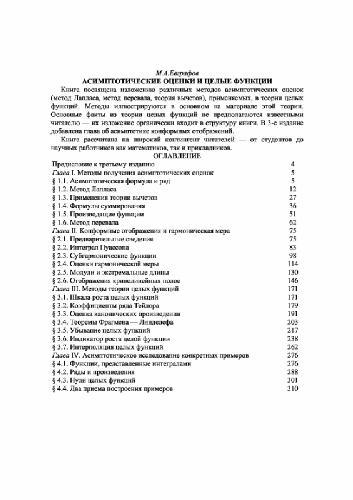 М.А.Евграфов
АСИМПТОТИЧЕСКИЕ ОЦЕНКИ И ЦЕЛЫЕ ФУНКЦИИ
Книга посвящена изложению различных методов асимптотических оценок
(метод Лапласа, метод перевала, теория вычетов), применяемых, в теории целых
функций. Методы иллюстрируются в основном на материале этой теории.
Основные факты из теории целых функций не предполагаются известными
читателю — их изложение органически входит в структуру книги. В 3-е издание
добавлена глава об асимптотике конформных отображений.
Книга рассчитана на широкий контингент читателей — от студентов до
научных работников как математиков, так и прикладников.
ОГЛАВЛЕНИЕ
Предисловие к третьему изданию 4
Глава I. Методы получения асимптотических оценок 5
§ 1.1. Асимптотическая формула и ряд 5
§ 1.2. Метод Лапласа 12
§ 1.3. Применения теории вычетов 27
§ 1.4. Формулы суммирования 36
§ 1.5. Производящие функции 51
§ 1.6. Метод перевала 62
Глава II. Конформные отображения и гармоническая мера 75
§ 2.1. Предварительные сведения 75
§ 2.2. Интеграл Пуассона 83
§ 2.3. Субгармонические функции 98
§ 2.4. Оценки гармонической меры 114
§ 2.5. Модули и экстремальные длины 130
§ 2.6. Отображения криволинейных полос 146
Глава III. Методы теории целых функций 171
§ 3.1. Шкала роста целых функций 171
§ 3.2. Коэффициенты ряда Тейлора 179
§ 3.3. Оценка канонических произведений 191
§ 3.4. Теоремы Фрагмена — Линделефа 203
§ 3.5. Убывание целых функций 217
§ 3.6. Индикатор роста целой функции 238
§ 3.7. Интерполяция целых функций 262
Глава IV. Асимптотическое исследование конкретных примеров 276
§ 4.1. Функции, представленные интегралами 276
§ 4.2. Ряды и произведения 288
§ 4.3. Нули целых функций 301
§ 4.4. Два приема построения примеров 310